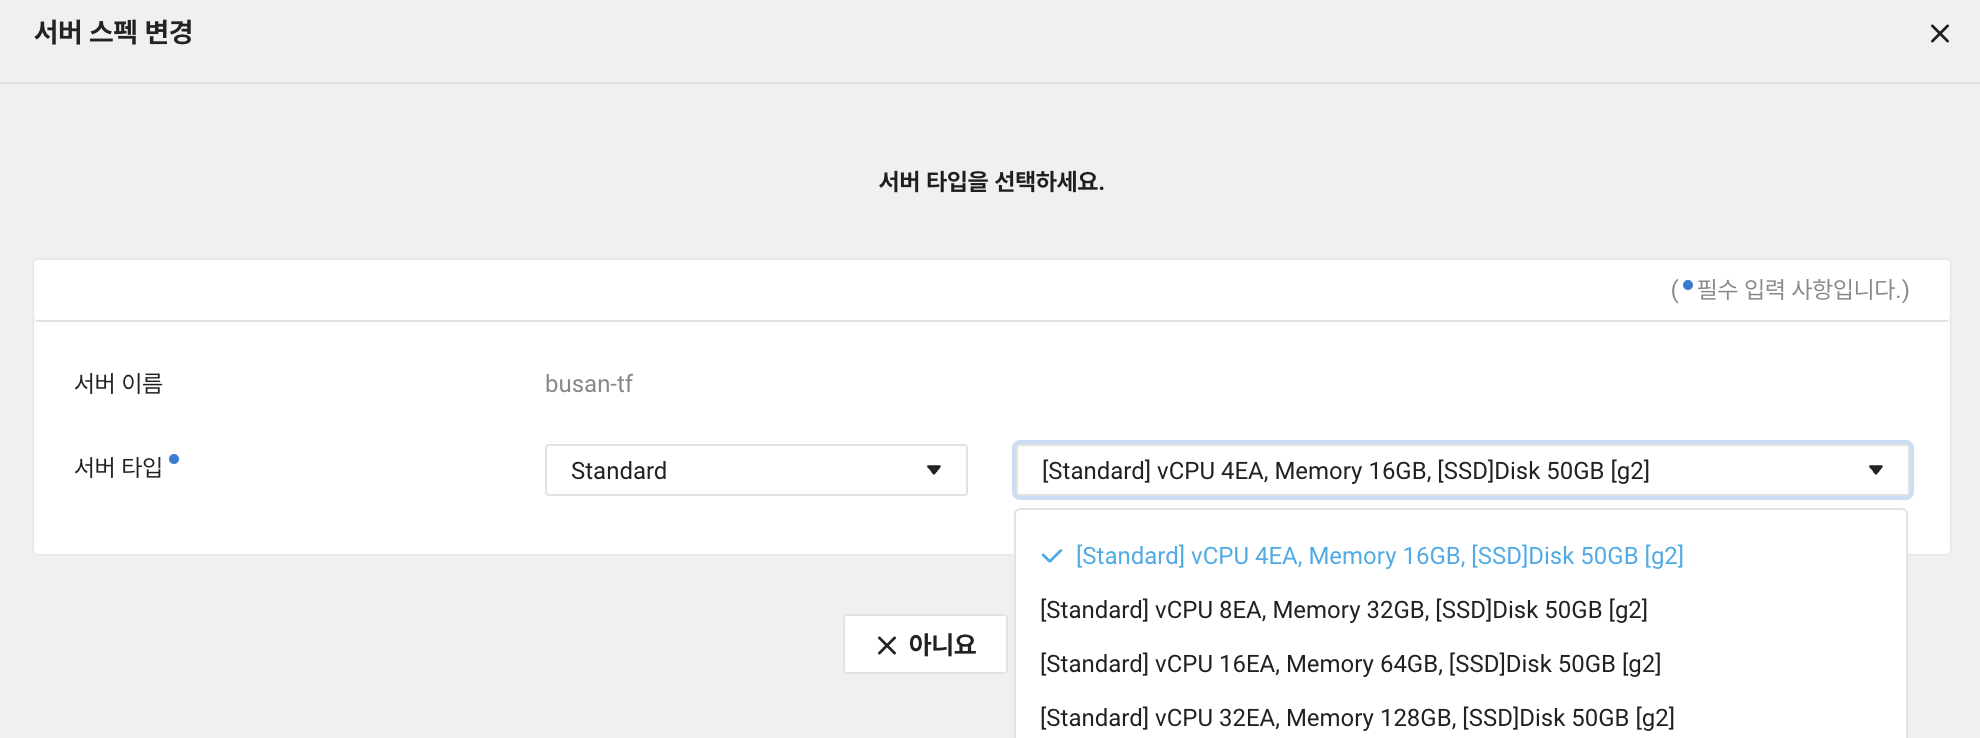 서버 스펙 변경
서버 타입을 선택하세요.
( 필수 입력 사항입니다.)
서버 이름 busan-tf
서버 타입 Standard [Standard] vCPU 4EA, Memory 16GB, [SSD]Disk 50GB [g2]
[Standard] vCPU 4EA, Memory 16GB, [SSD]Disk 50GB [g2]
[Standard] vCPU 8EA, Memory 32GB, [SSD]Disk 50GB [g2]
아니요
[Standard] vCPU 16EA, Memory 64GB, [SSD]Disk 50GB [g2]
[Standard] vCPU 32EA, Memory 128GB, [SSD]Disk 50GB [g2]